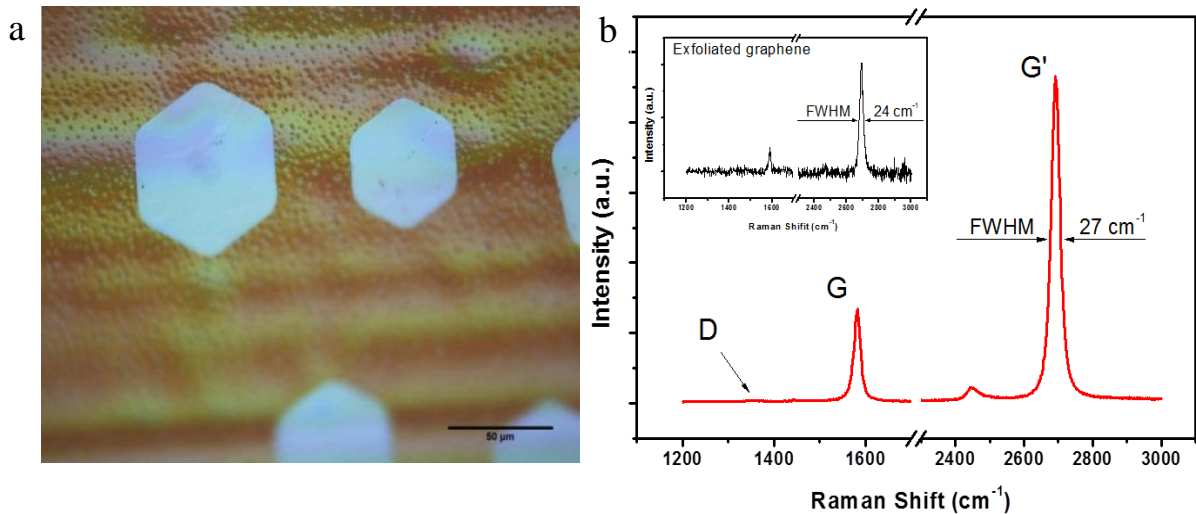 a
50 µm
b
Exfoliated graphene
Intensity (a.u.)
FWHM
24 cm⁻¹
1200 1400 1600 2400 2600 2800 3000
Raman Shifit (cm⁻¹)
G'
FWHM
27 cm⁻¹
G
D
Intensity (a.u.)
1200 1400 1600 2400 2600 2800 3000
Raman Shift (cm⁻¹)